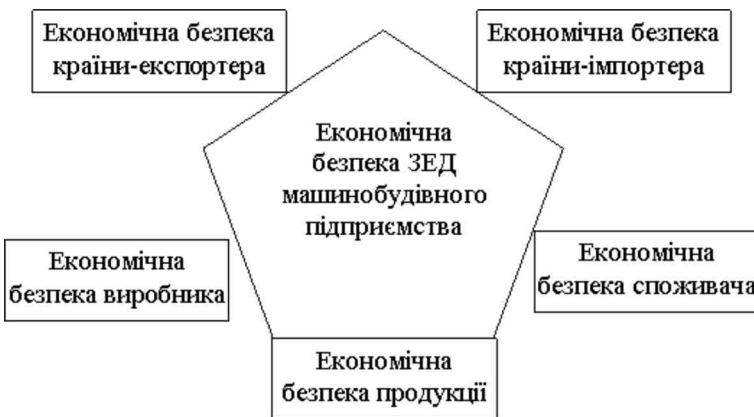 Економічна безпека
країни-експортера
Економічна безпека
країни-імпортера
Економічна
безпека ЗЕД
машинобудівного
підприємства
Економічна
безпека виробника
Економічна
безпека споживача
Економічна
безпека продукції